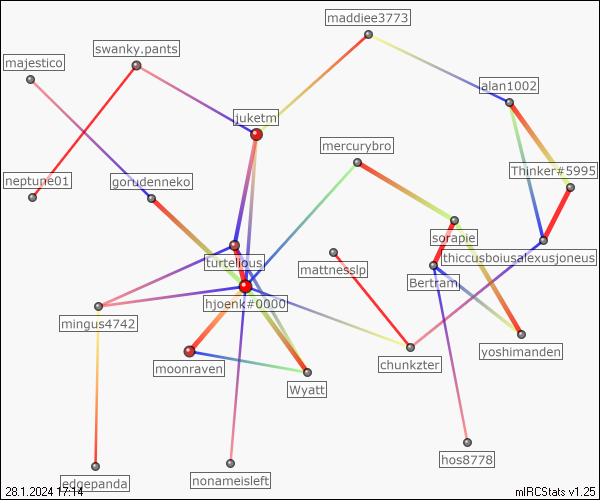 maddiee3773
swanky.pants
majestico
alan1002
juketm
mercurybro
Thinker#5995
neptune01
gorudenneko
sorapie
turtelious
mattnesslp
thiccusboiusalexusjoneus
Bertram
hjoenk#0000
mingus4742
yoshimanden
moonraven
chunkzter
Wyatt
hos8778
edgepanda
nonameisleft
28.1.2024 17:14
mIRCStats v1.25